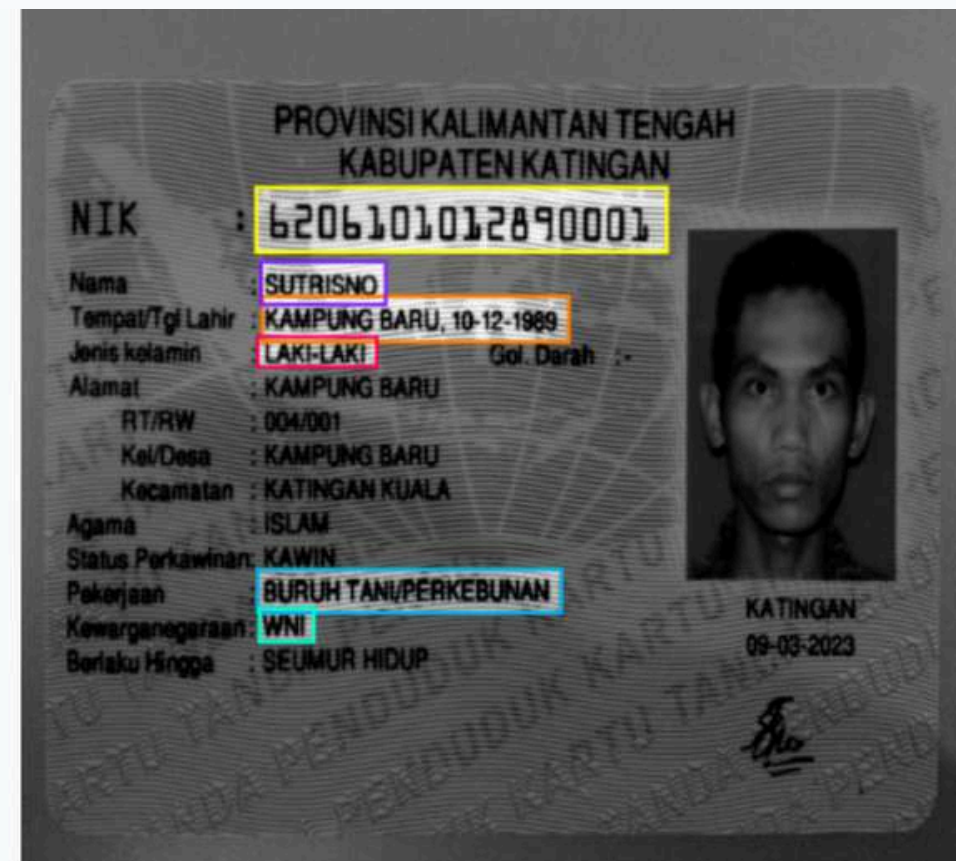 PROVINSI KALIMANTAN TENGAH
KABUPATEN KATINGAN
NIK : 6206101012890001
Nama : SUTRISNO
Tempat/Tgl Lahir : KAMPUNG BARU, 10-12-1989
Jenis kelamin : LAKI-LAKI Gol. Darah : -
Alamat : KAMPUNG BARU
RT/RW : 004/001
Kel/Desa : KAMPUNG BARU
Kecamatan : KATINGAN KUALA
Agama : ISLAM
Status Perkawinan: KAWIN
Pekerjaan : BURUH TANI/PERKEBUNAN
Kewarganegaraan: WNI
Berlaku Hingga : SEUMUR HIDUP
KATINGAN
09-03-2023